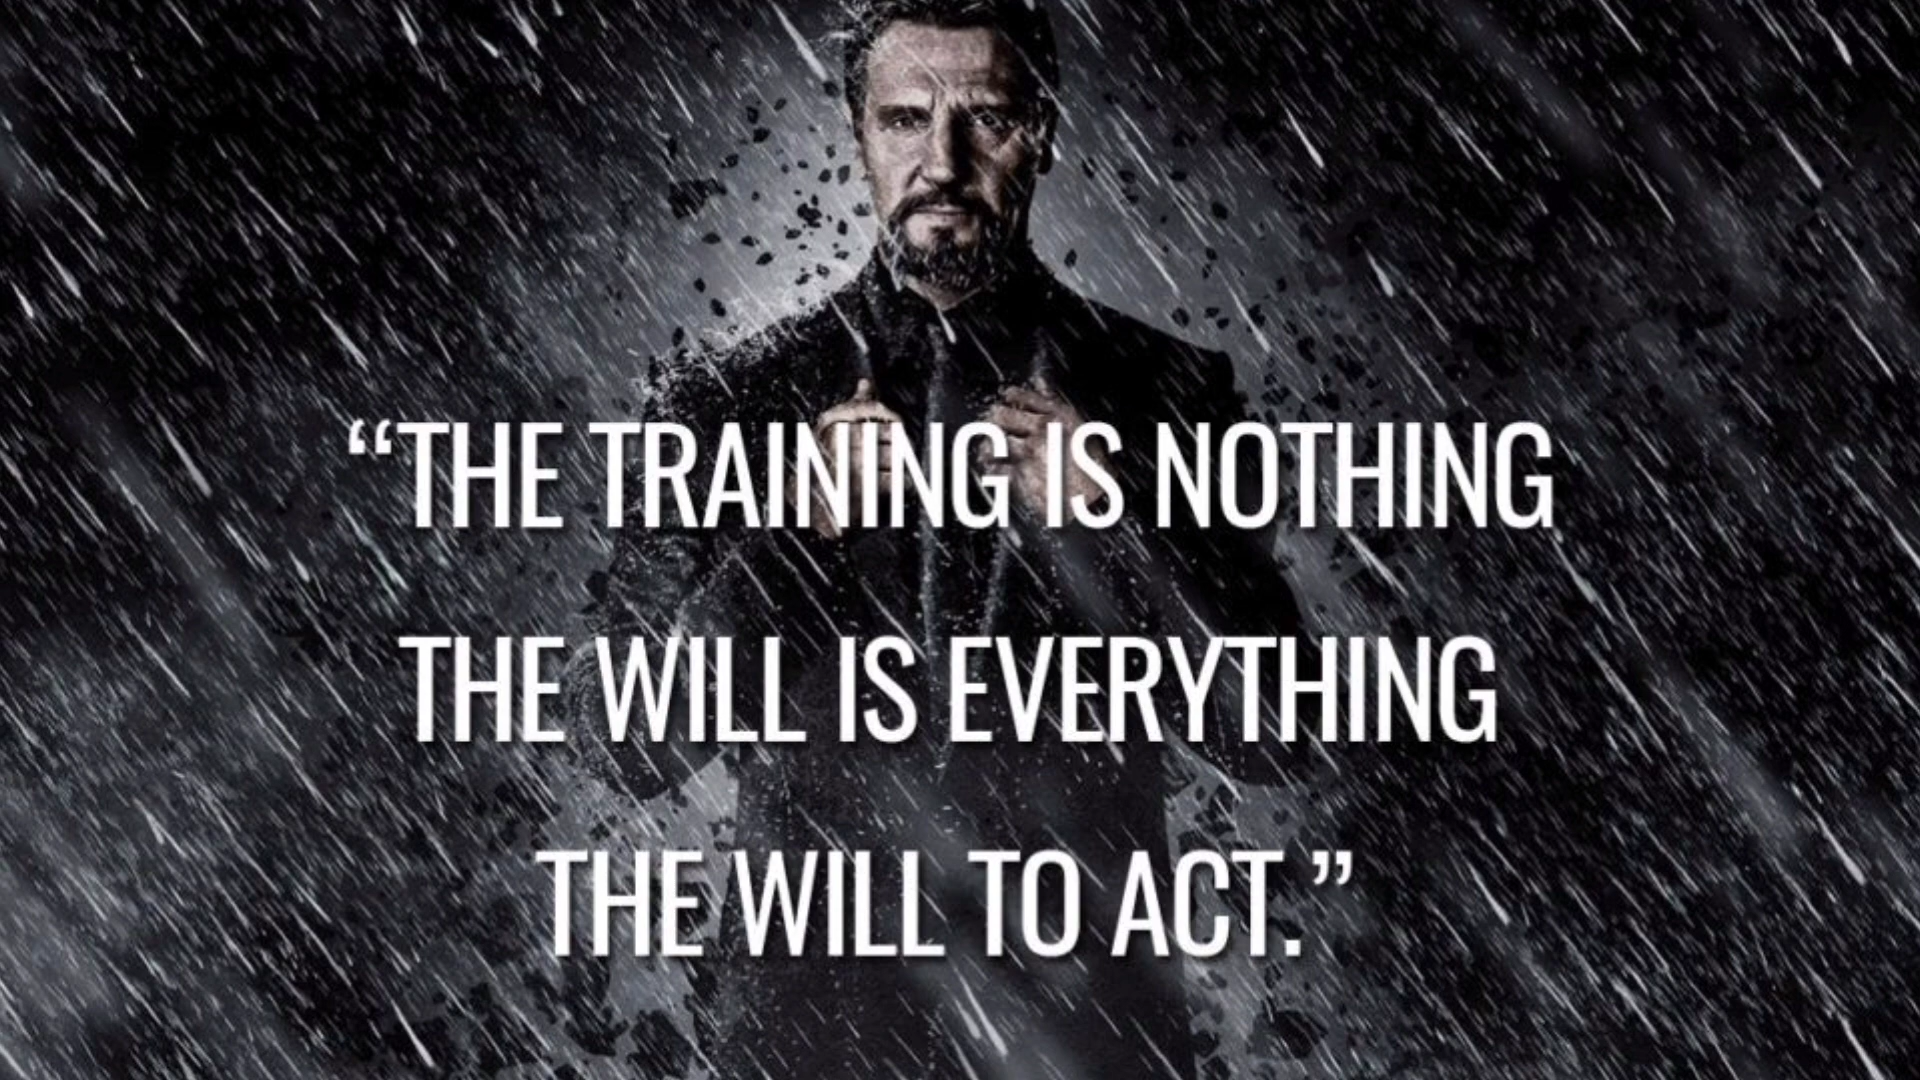 “THE TRAINING IS NOTHING
THE WILL IS EVERYTHING
THE WILL TO ACT.”